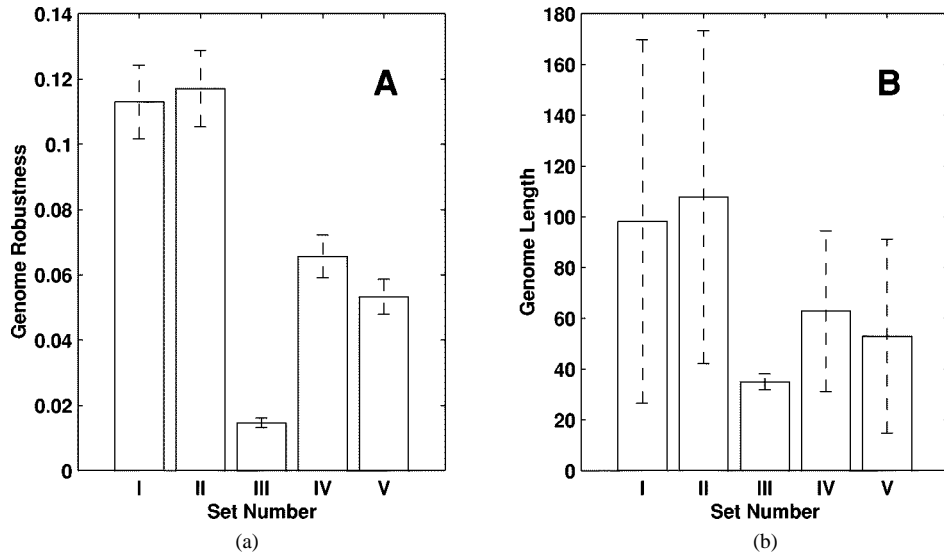 0.14
0.12
0.1
0.08
0.06
0.04
0.02
0
Genome Robustness
A
I II III IV V
Set Number
(a)
180
160
140
120
100
80
60
40
20
0
Genome Length
B
I II III IV V
Set Number
(b)